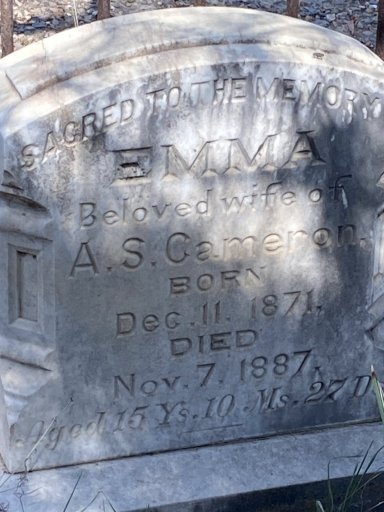 SACRED TO THE MEMORY
EMMA
Beloved wife of
A. S. Cameron.
BORN
Dec. 11. 1871.
DIED
Nov. 7. 1887.
Aged 15 Ys. 10 Ms. 27 D